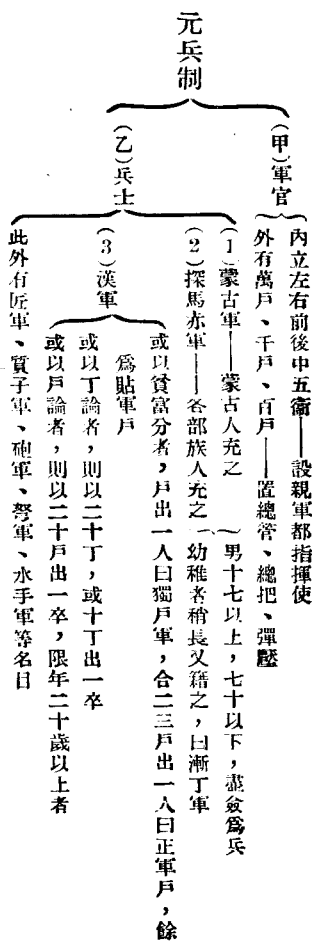 元兵制
(甲)軍官
內立左右前後中五衛——設親軍都指揮使
外有萬戶、千戶、百戶——置總管、總把、彈壓
(乙)兵士
(1)蒙古軍——蒙古人充之
(2)探馬赤軍——各部族人充之
男十七以上，七十以下，盡僉爲兵
幼稚者稍長又籍之，曰漸丁軍
(3)漢軍
或以貧富分者，戶出一人曰獨戶軍，合二三戶出一人曰正軍戶，餘
爲貼軍戶
或以丁論者，則以二十丁，或十丁出一卒
或以戶論者，則以二十戶出一卒，限年二十歲以上者
此外有匠軍、質子軍、砲軍、弩軍、水手軍等名目